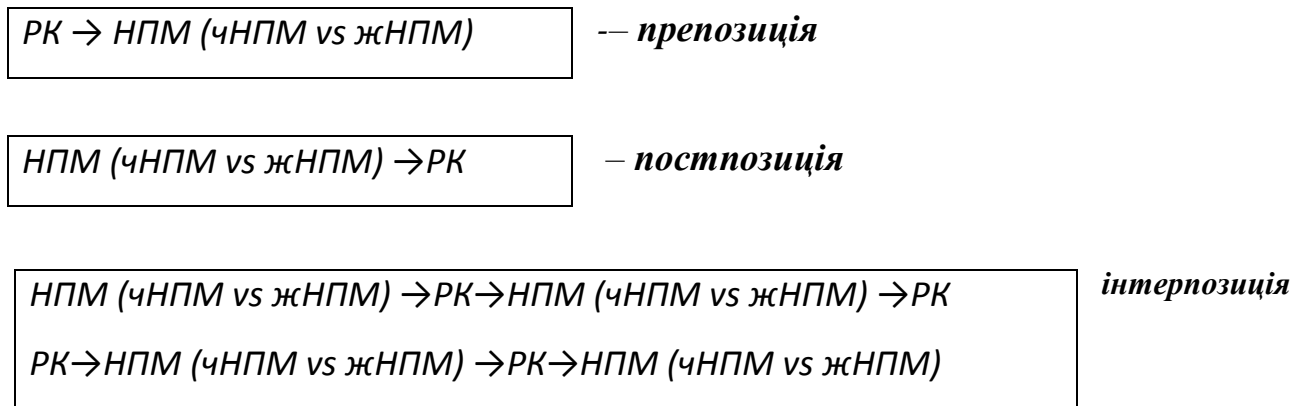 РК → НПМ (чНПМ vs жНПМ) -– препозиція
НПМ (чНПМ vs жНПМ) →РК – постпозиція
НПМ (чНПМ vs жНПМ) →РК→НПМ (чНПМ vs жНПМ) →РК інтерпозиція
РК→НПМ (чНПМ vs жНПМ) →РК→НПМ (чНПМ vs жНПМ)